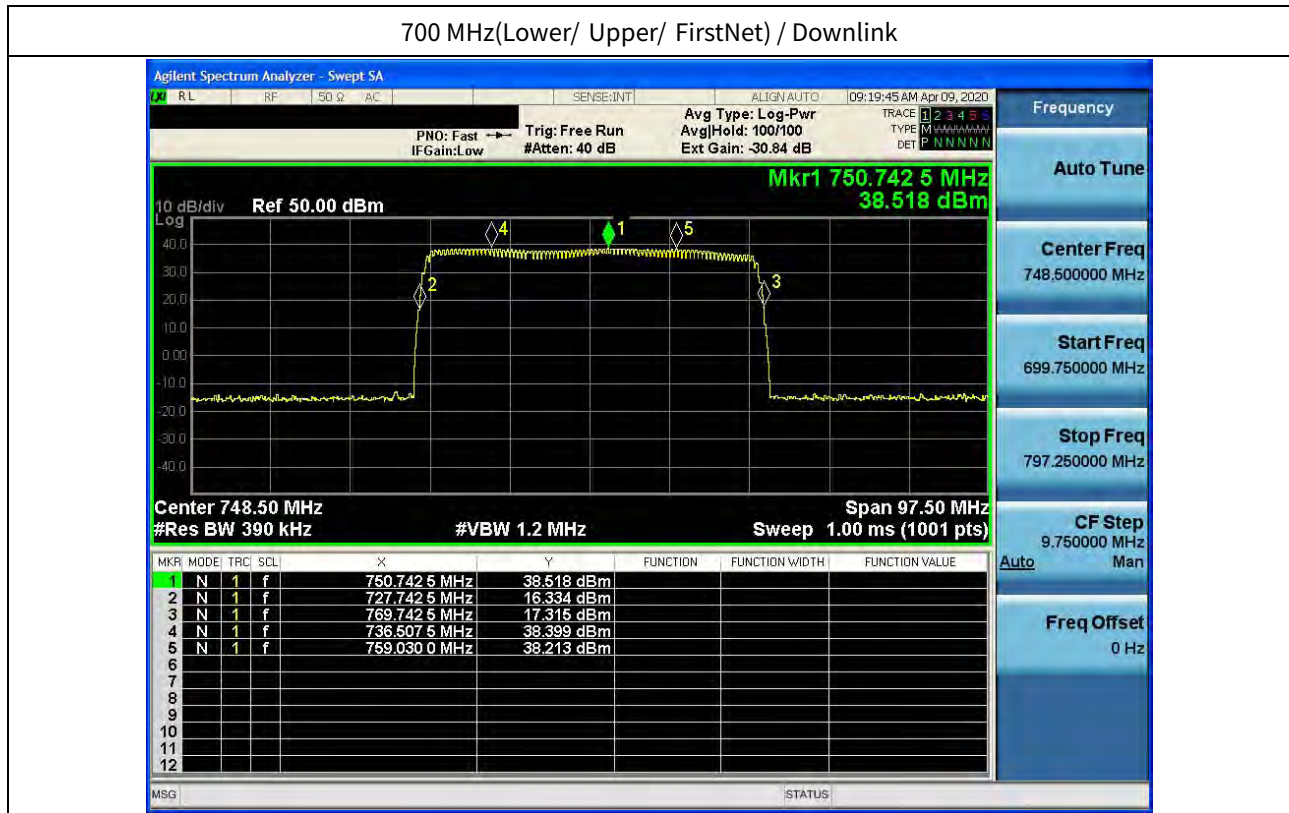 700 MHz(Lower/ Upper/ FirstNet) / Downlink
Agilent Spectrum Analyzer - Swept SA
LXI RL RF 50 Ω AC SENSE:INT ALIGN AUTO 09:19:45 AM Apr 09, 2020
PNO: Fast Trig: Free Run Avg Type: Log-Pwr TRACE 1 2 3 4 5 6
IFGain:Low #Atten: 40 dB Avg|Hold: 100/100 TYPE M
Ext Gain: -30.84 dB DET P N N N N N
Mkr1 750.742 5 MHz
38.518 dBm
10 dB/div Ref 50.00 dBm
Log
40.0
30.0
20.0
10.0
0.00
-10.0
-20.0
-30.0
-40.0
4 1 5
2 3
Center 748.50 MHz Span 97.50 MHz
#Res BW 390 kHz #VBW 1.2 MHz Sweep 1.00 ms (1001 pts)
MKR MODE TRC SCL X Y FUNCTION FUNCTION WIDTH FUNCTION VALUE
1 N 1 f 750.742 5 MHz 38.518 dBm
2 N 1 f 727.742 5 MHz 16.334 dBm
3 N 1 f 769.742 5 MHz 17.315 dBm
4 N 1 f 736.507 5 MHz 38.399 dBm
5 N 1 f 759.030 0 MHz 38.213 dBm
6
7
8
9
10
11
12
MSG STATUS
Frequency
Auto Tune
Center Freq
748.500000 MHz
Start Freq
699.750000 MHz
Stop Freq
797.250000 MHz
CF Step
9.750000 MHz
Auto Man
Freq Offset
0 Hz